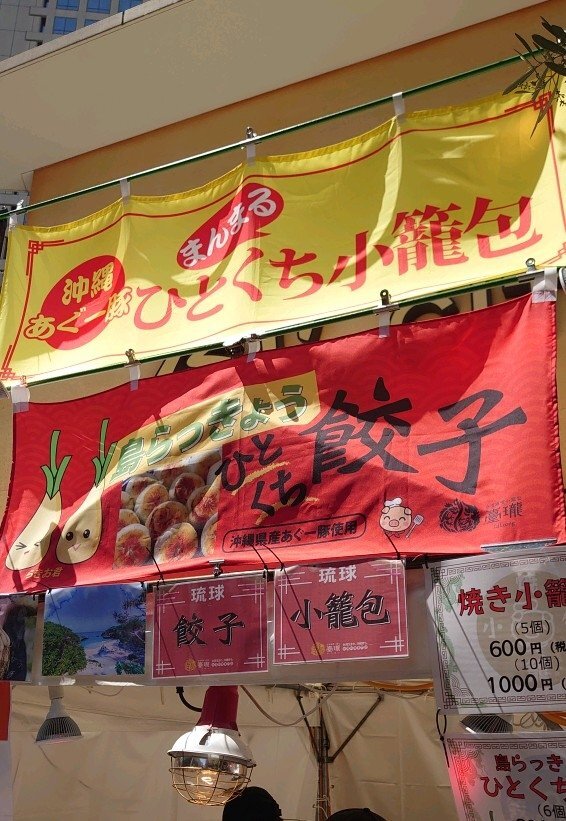 まんまる
沖縄
あぐー豚
ひとくち小籠包
島らっきょう
ひと
くち
餃子
沖縄県産あぐー豚使用
琉球
餃子
琉球
小籠包
焼き小籠
(5個)
600円(税
(10個)
1000円(
島らっき
ひとくち
(6個